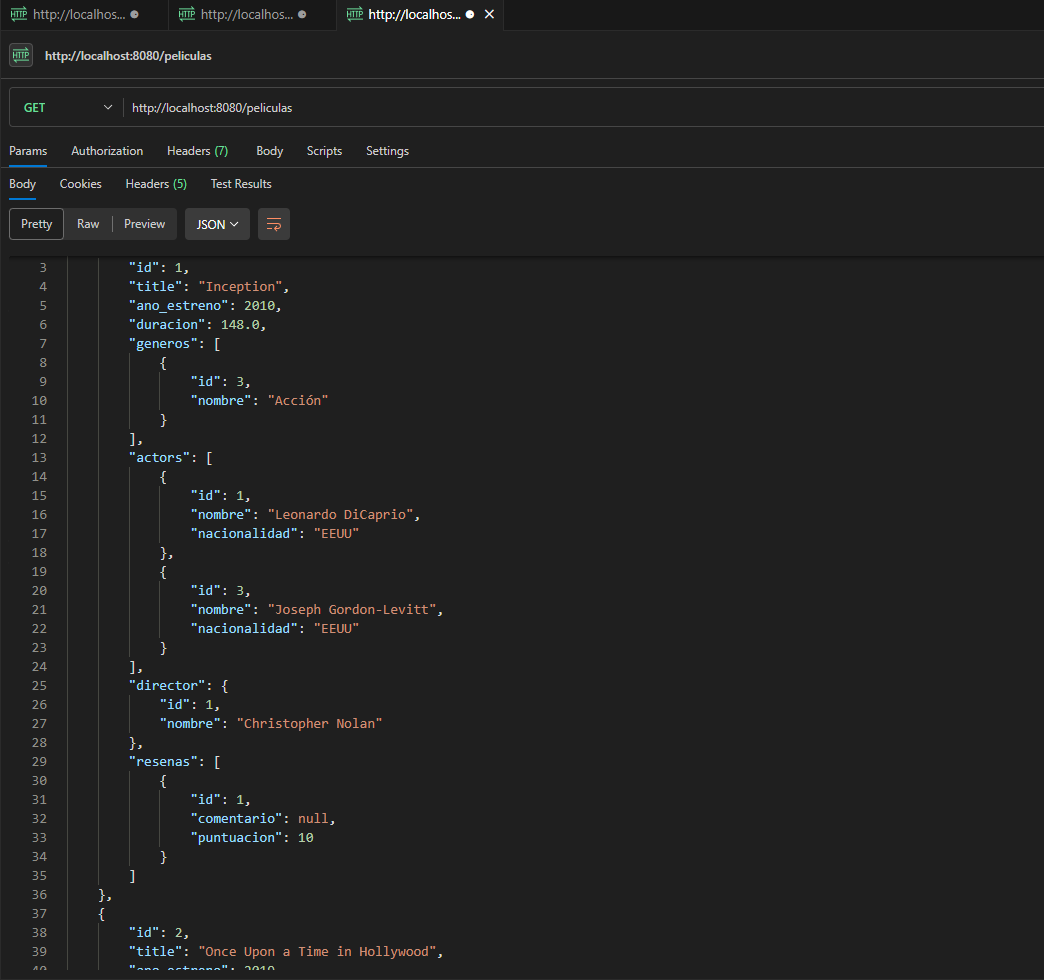 HTTP http://localhos... HTTP http://localhos... HTTP http://localhos...
HTTP http://localhost:8080/peliculas
GET http://localhost:8080/peliculas
Params Authorization Headers (7) Body Scripts Settings
Body Cookies Headers (5) Test Results
Pretty Raw Preview JSON
3 "id": 1,
4 "title": "Inception",
5 "ano_estreno": 2010,
6 "duracion": 148.0,
7 "generos": [
8 {
9 "id": 3,
10 "nombre": "Acción"
11 }
12 ],
13 "actors": [
14 {
15 "id": 1,
16 "nombre": "Leonardo DiCaprio",
17 "nacionalidad": "EEUU"
18 },
19 {
20 "id": 3,
21 "nombre": "Joseph Gordon-Levitt",
22 "nacionalidad": "EEUU"
23 }
24 ],
25 "director": {
26 "id": 1,
27 "nombre": "Christopher Nolan"
28 },
29 "resenas": [
30 {
31 "id": 1,
32 "comentario": null,
33 "puntuacion": 10
34 }
35 ]
36 },
37 {
38 "id": 2,
39 "title": "Once Upon a Time in Hollywood",
40 "ano_estreno": 2019